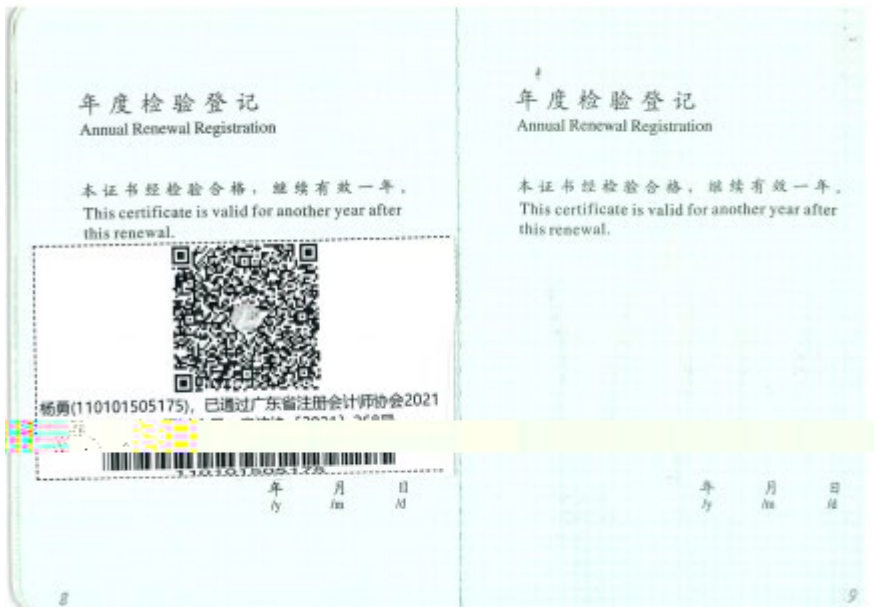 年度检验登记
Annual Renewal Registration
本证书经检验合格，继续有效一年。
This certificate is valid for another year after
this renewal.
杨勇(110101505175)，已通过广东省注册会计师协会2021
110101505175
年 月 日
/y /m /d
8
年度检验登记
Annual Renewal Registration
本证书经检验合格，继续有效一年。
This certificate is valid for another year after
this renewal.
年 月 日
/y /m /d
9